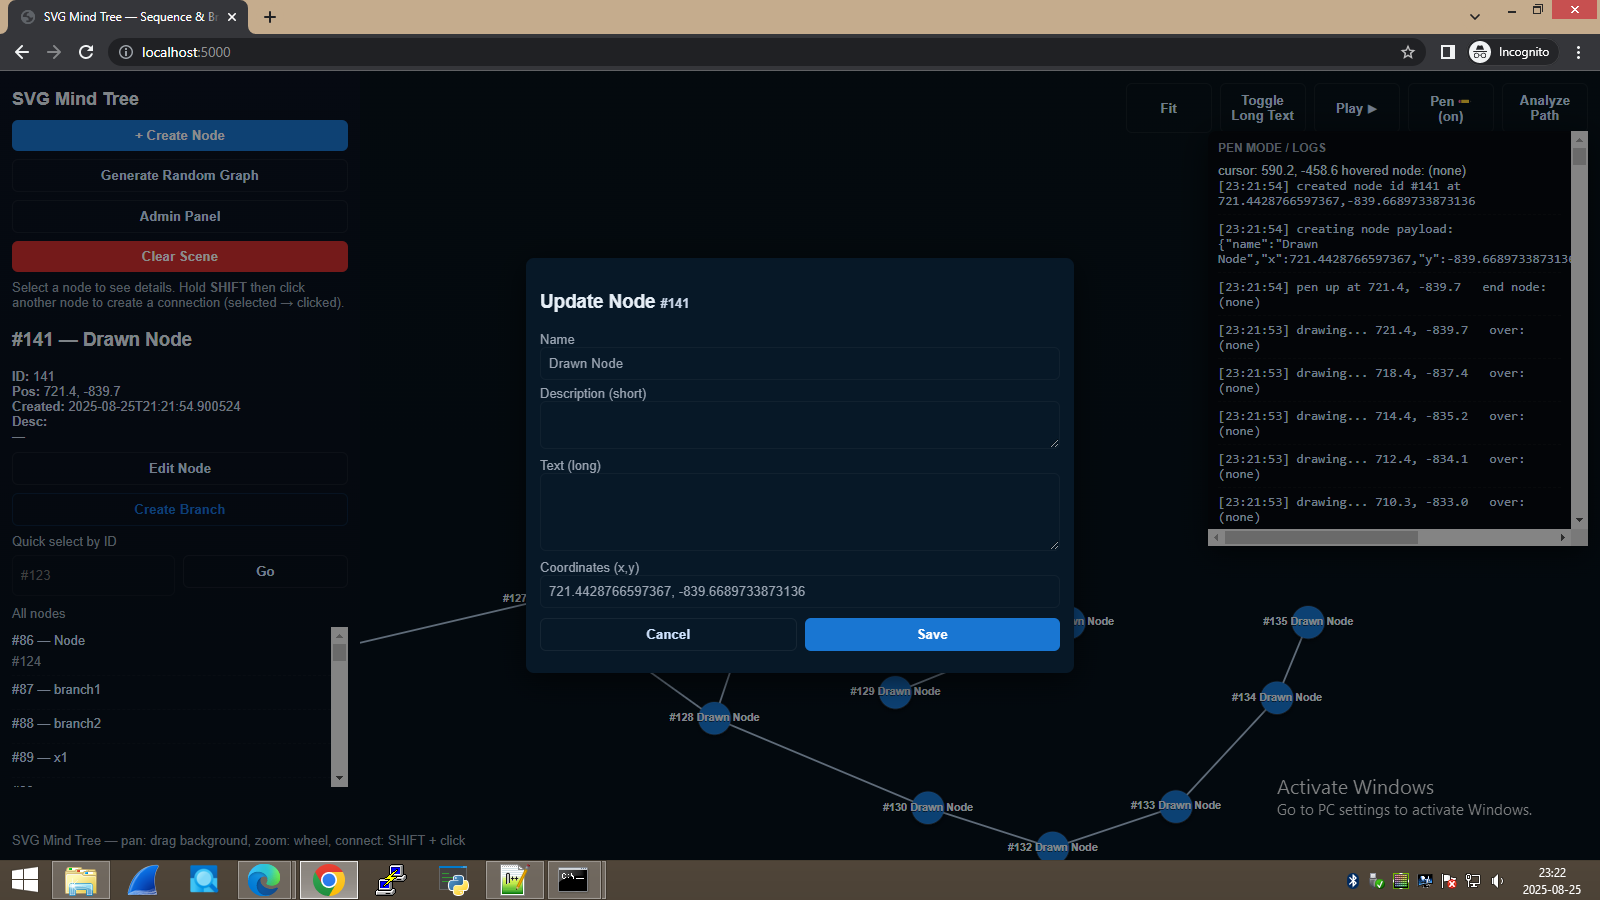 SVG Mind Tree — Sequence & Br
localhost:5000
Incognito
SVG Mind Tree
+ Create Node
Generate Random Graph
Admin Panel
Clear Scene
Select a node to see details. Hold SHIFT then click
another node to create a connection (selected → clicked).
#141 — Drawn Node
ID: 141
Pos: 721.4, -839.7
Created: 2025-08-25T21:21:54.900524
Desc:
—
Edit Node
Create Branch
Quick select by ID
#123
Go
All nodes
#86 — Node
#124
#87 — branch1
#88 — branch2
#89 — x1
SVG Mind Tree — pan: drag background, zoom: wheel, connect: SHIFT + click
Fit
Toggle
Long Text
Play ▶
Pen
(on)
Analyze
Path
PEN MODE / LOGS
cursor: 590.2, -458.6 hovered node: (none)
[23:21:54] created node id #141 at
721.4428766597367,-839.6689733873136
[23:21:54] creating node payload:
{"name":"Drawn
Node","x":721.4428766597367,"y":-839.6689733873136
[23:21:54] pen up at 721.4, -839.7 end node:
(none)
[23:21:53] drawing... 721.4, -839.7 over:
(none)
[23:21:53] drawing... 718.4, -837.4 over:
(none)
[23:21:53] drawing... 714.4, -835.2 over:
(none)
[23:21:53] drawing... 712.4, -834.1 over:
(none)
[23:21:53] drawing... 710.3, -833.0 over:
(none)
Update Node #141
Name
Drawn Node
Description (short)
Text (long)
Coordinates (x,y)
721.4428766597367, -839.6689733873136
Cancel
Save
#127
wn Node
#135 Drawn Node
#129 Drawn Node
#134 Drawn Node
#128 Drawn Node
#130 Drawn Node
#133 Drawn Node
#132 Drawn Node
Activate Windows
Go to PC settings to activate Windows.
C:\
23:22
2025-08-25